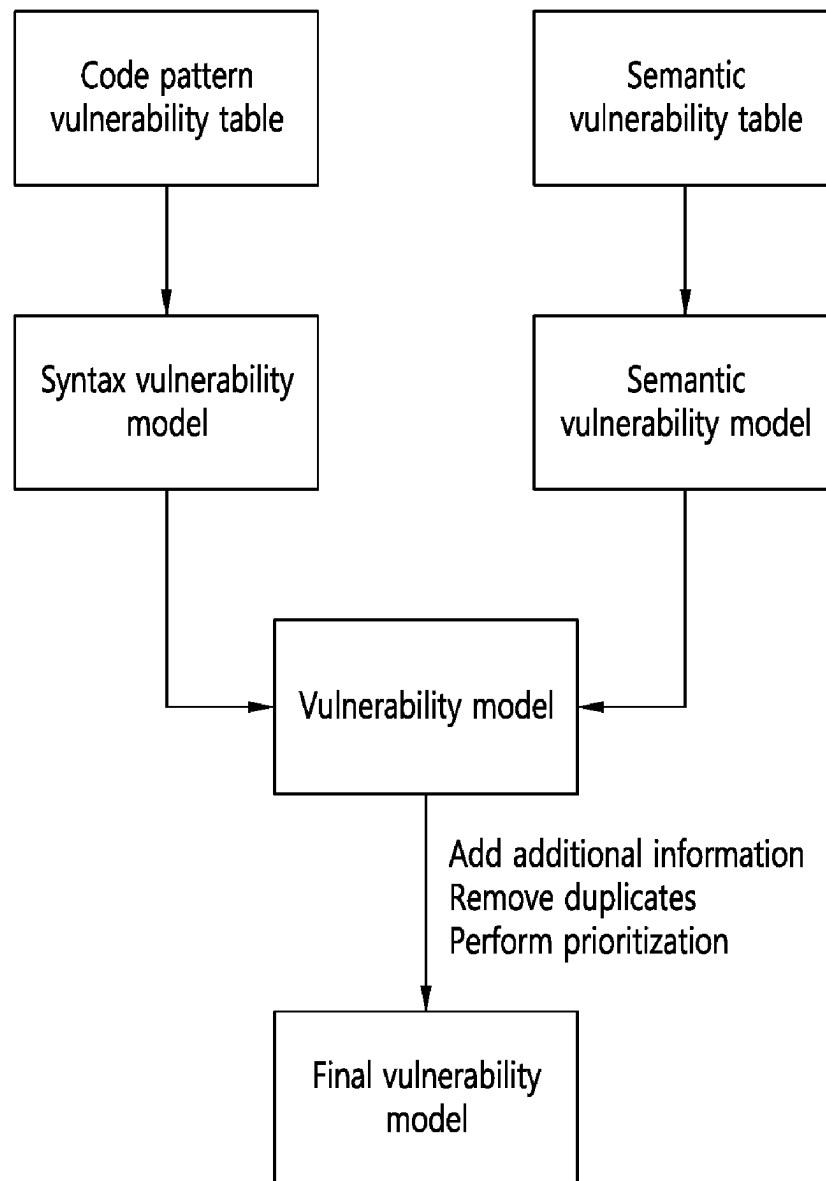 Code pattern
vulnerability table
Semantic
vulnerability table
Syntax vulnerability
model
Semantic
vulnerability model
Vulnerability model
Add additional information
Remove duplicates
Perform prioritization
Final vulnerability
model